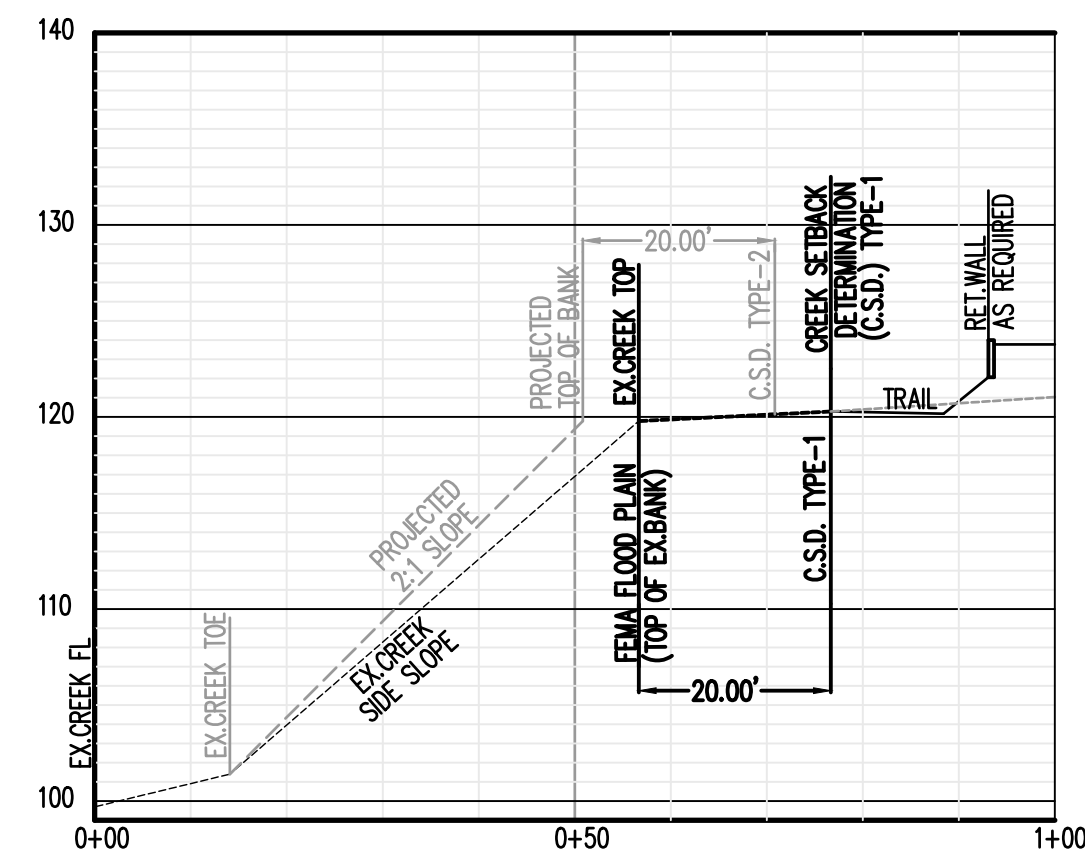 140
130
120
110
100
0+00
0+50
1+00
EX.CREEK FL
EX.CREEK TOE
PROJECTED
2:1 SLOPE
EX.CREEK
SIDE SLOPE
PROJECTED
TOP OF BANK
20.00'
EX.CREEK TOP
C.S.D. TYPE-2
CREEK SETBACK
DETERMINATION
(C.S.D.) TYPE-1
RET.WALL
AS REQUIRED
TRAIL
FEMA FLOOD PLAIN
(TOP OF EX.BANK)
C.S.D. TYPE-1
20.00'